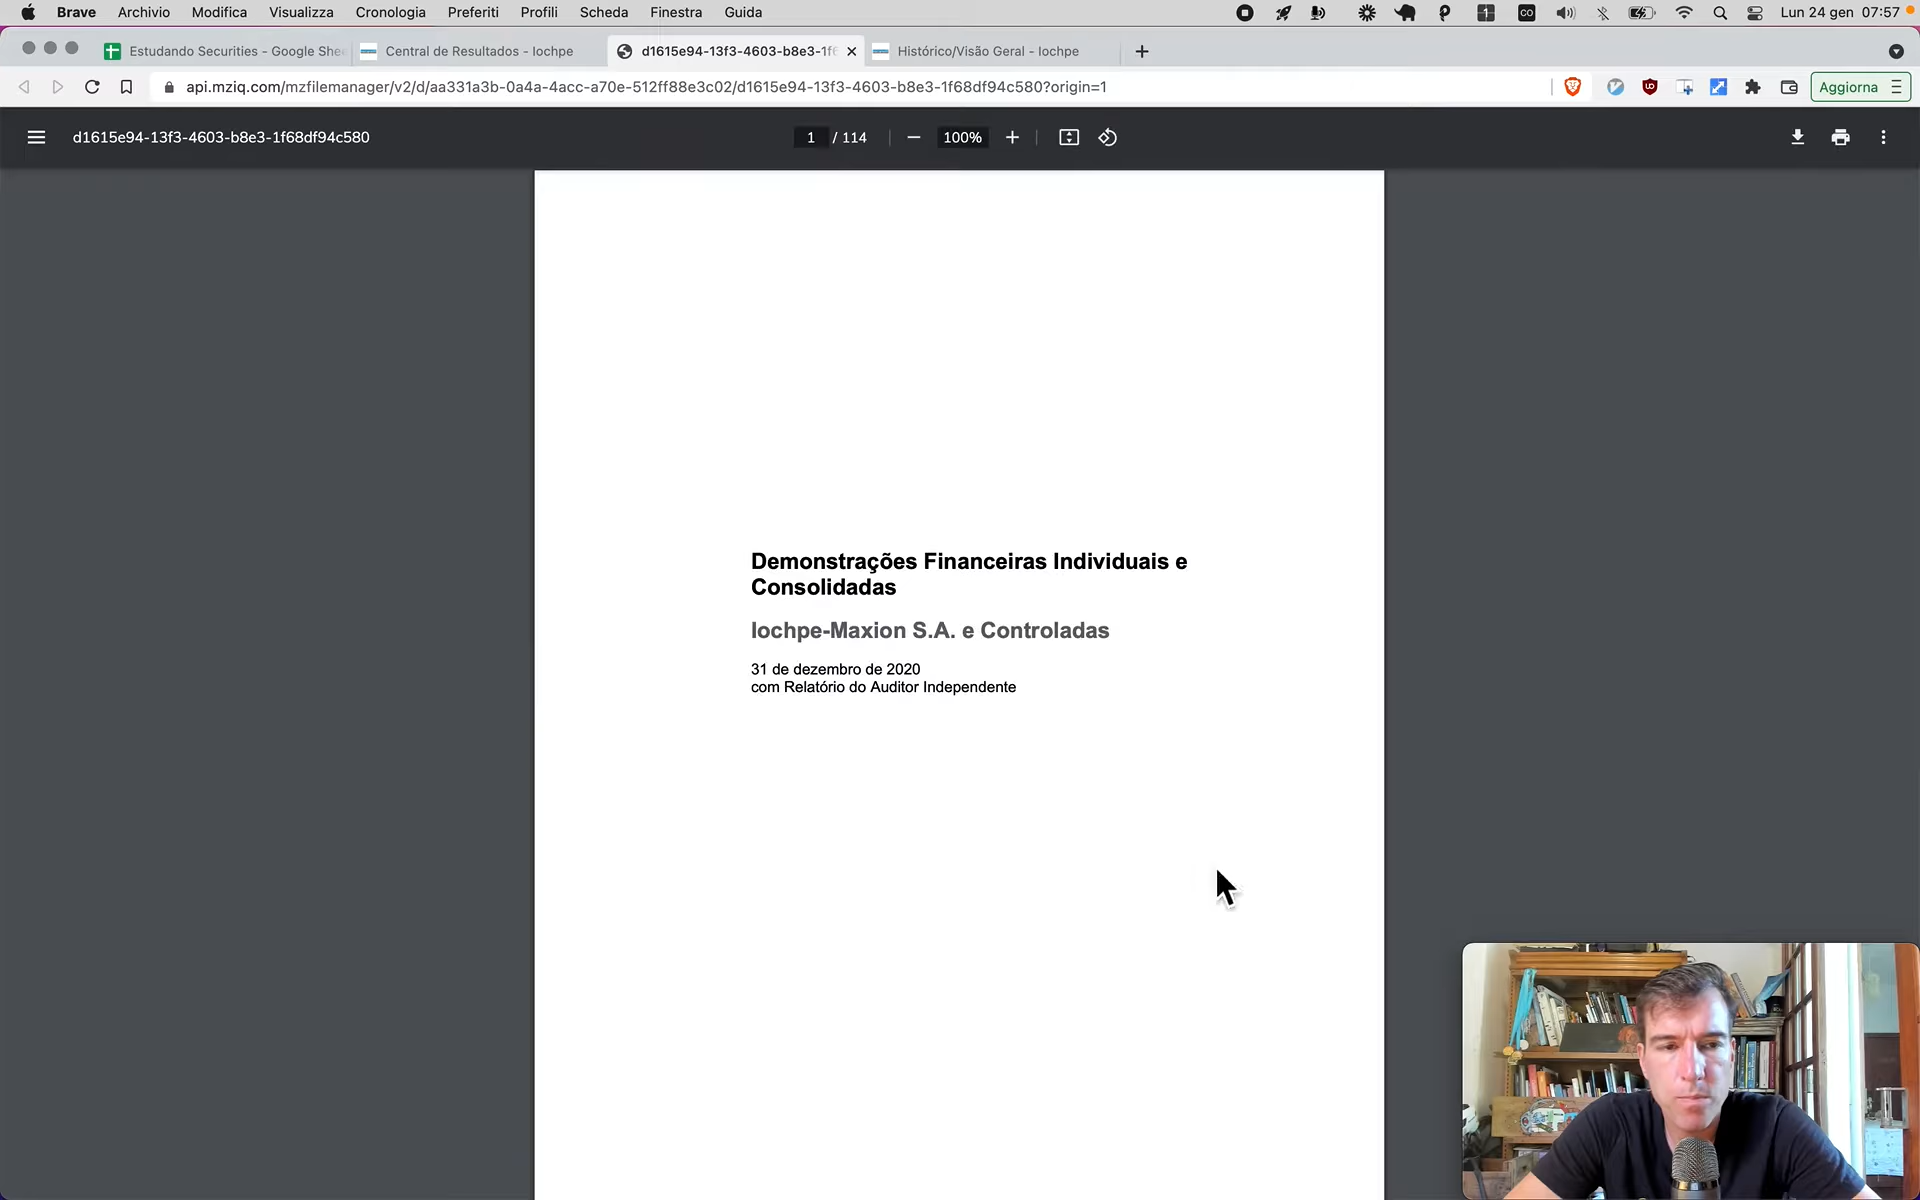 Brave Archivio Modifica Visualizza Cronologia Preferiti Profili Scheda Finestra Guida
1 CO Lun 24 gen 07:57
Estudando Securities - Google Shee
Central de Resultados - Iochpe
d1615e94-13f3-4603-b8e3-1f6
Histórico/Visão Geral - Iochpe
api.mziq.com/mzfilemanager/v2/d/aa331a3b-0a4a-4acc-a70e-512ff88e3c02/d1615e94-13f3-4603-b8e3-1f68df94c580?origin=1
Aggiorna
d1615e94-13f3-4603-b8e3-1f68df94c580
1 / 114
100%
Demonstrações Financeiras Individuais e
Consolidadas
Iochpe-Maxion S.A. e Controladas
31 de dezembro de 2020
com Relatório do Auditor Independente